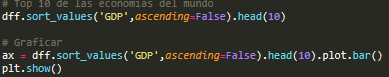 # Top 10 de las economias del mundo
dff.sort_values('GDP',ascending=False).head(10)
# Graficar
ax = dff.sort_values('GDP',ascending=False).head(10).plot.bar()
plt.show()